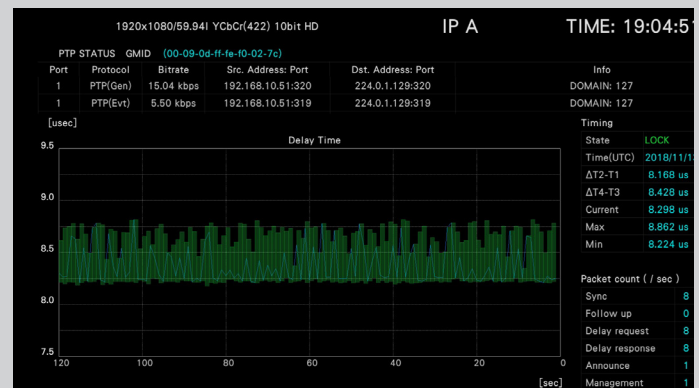 1920x1080/59.94I YCbCr(422) 10bit HD IP A TIME: 19:04:5
PTP STATUS GMID (00-09-0d-ff-fe-f0-02-7c)
Port Protocol Bitrate Src. Address: Port Dst. Address: Port Info
1 PTP(Gen) 15.04 kbps 192.168.10.51:320 224.0.1.129:320 DOMAIN: 127
1 PTP(Evt) 5.50 kbps 192.168.10.51:319 224.0.1.129:319 DOMAIN: 127
[usec] Timing
Delay Time State LOCK
9.5
Time(UTC) 2018/11/1
ΔT2-T1 8.168 us
ΔT4-T3 8.428 us
9.0
Current 8.298 us
Max 8.862 us
Min 8.224 us
8.5
Packet count ( / sec )
Sync 8
8.0
Follow up 0
Delay request 8
Delay response 8
7.5
Announce 1
120 100 80 60 40 20 0
[sec] Management 1